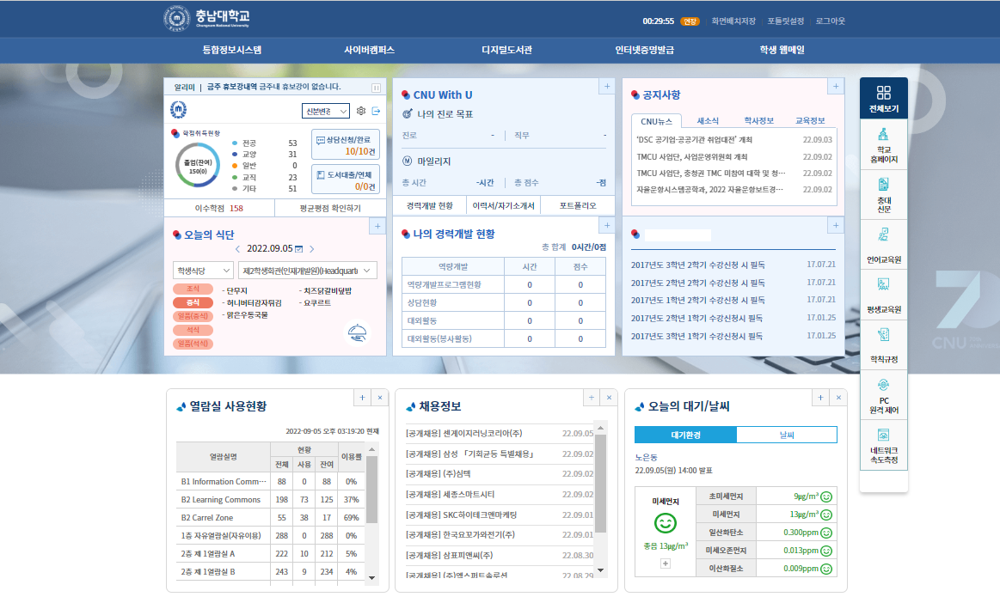 충남대학교
Chungnam National University
00:29:55 연장 화면배치저장 포틀릿설정 로그아웃
통합정보시스템 사이버캠퍼스 디지털도서관 인터넷증명발급 학생 웹메일
알리미 | 금주 휴보강내역 금주내 휴보강이 없습니다.
신분변경
학점취득현황
졸업(잔여)
150(0)
전공 53
교양 31
일반 0
교직 23
기타 51
상담신청/완료
10/10건
도서대출/연체
0/0건
이수학점 158 평균평점 확인하기
오늘의 식단
2022.09.05
학생식당 제2학생회관(인재개발원)(Headquart
조식
중식
일품(중식)
석식
일품(석식)
- 단무지 - 치즈닭갈비덮밥
- 허니버터감자튀김 - 요쿠르트
- 맑은우동국물
CNU With U
나의 진로 목표
진로 - 직무 -
마일리지
총 시간 -시간 총 점수 -점
경력개발 현황 이력서/자기소개서 포트폴리오
나의 경력개발 현황
총 합계 0시간/0점
역량개발 시간 점수
역량개발프로그램현황 0 0
상담현황 0 0
대외활동 0 0
대외활동(봉사활동) 0 0
공지사항
CNU뉴스 새소식 학사정보 교육정보
‘DSC 공기업·공공기관 취업대전’ 개최 22.09.03
TMCU 사업단, 사업운영위원회 개최 22.09.02
TMCU 사업단, 충청권 TMC 미참여 대학 및 청… 22.09.02
자율운항시스템공학과, 2022 자율운항보트경… 22.09.02
2017년도 3학년 2학기 수강신청 시 필독 17.07.21
2017년도 2학년 2학기 수강신청 시 필독 17.07.21
2017년도 1학년 2학기 수강신청 시 필독 17.07.21
2017년도 2학년 1학기 수강신청시 필독 17.01.25
2017년도 3학년 1학기 수강신청시 필독 17.01.25
전체보기
학교
홈페이지
충대
신문
언어교육원
평생교육원
학칙규정
PC
원격 제어
네트워크
속도측정
7
CNU
열람실 사용현황
2022-09-05 오후 03:19:20 현재
열람실명 현황 이용률
전체 사용 잔여
B1 Information Comm… 88 0 88 0%
B2 Learning Commons 198 73 125 37%
B2 Carrel Zone 55 38 17 69%
1층 자유열람실(자유이용) 288 0 288 0%
2층 제 1열람실 A 222 10 212 5%
2층 제 1열람실 B 243 9 234 4%
채용정보
[공개채용] 센게이지러닝코리아(주) 22.09.05
[공개채용] 삼성 「기회균등 특별채용」 22.09.02
[공개채용] (주)심텍 22.09.02
[공개채용] 세종스마트시티 22.09.02
[공개채용] SKC하이테크앤마케팅 22.09.01
[공개채용] 한국요꼬가와전기(주) 22.09.01
[공개채용] 삼표피앤씨(주) 22.08.30
[공개채용] (주)엑스퍼트솔루션 22.08.29
오늘의 대기/날씨
대기환경 날씨
노은동
22.09.05(월) 14:00 발표
미세먼지
좋음 13㎍/m³
초미세먼지 9㎍/m³
미세먼지 13㎍/m³
일산화탄소 0.300ppm
미세오존먼지 0.013ppm
이산화질소 0.009ppm